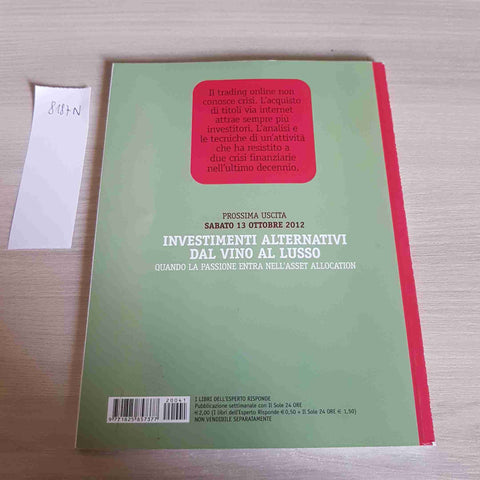 8187N
Il trading online non
conosce crisi. L'acquisto
di titoli via internet
attrae sempre più
investitori. L'analisi e
le tecniche di un'attività
che ha resistito a
due crisi finanziarie
nell'ultimo decennio.
PROSSIMA USCITA
SABATO 13 OTTOBRE 2012
INVESTIMENTI ALTERNATIVI
DAL VINO AL LUSSO
QUANDO LA PASSIONE ENTRA NELL'ASSET ALLOCATION
20041
9 771825 657377
I LIBRI DELL'ESPERTO RISPONDE
Pubblicazione settimanale con Il Sole 24 ORE
€ 2,00 (I libri dell'Esperto Risponde € 0,50 + Il Sole 24 ORE € 1,50)
NON VENDIBILE SEPARATAMENTE